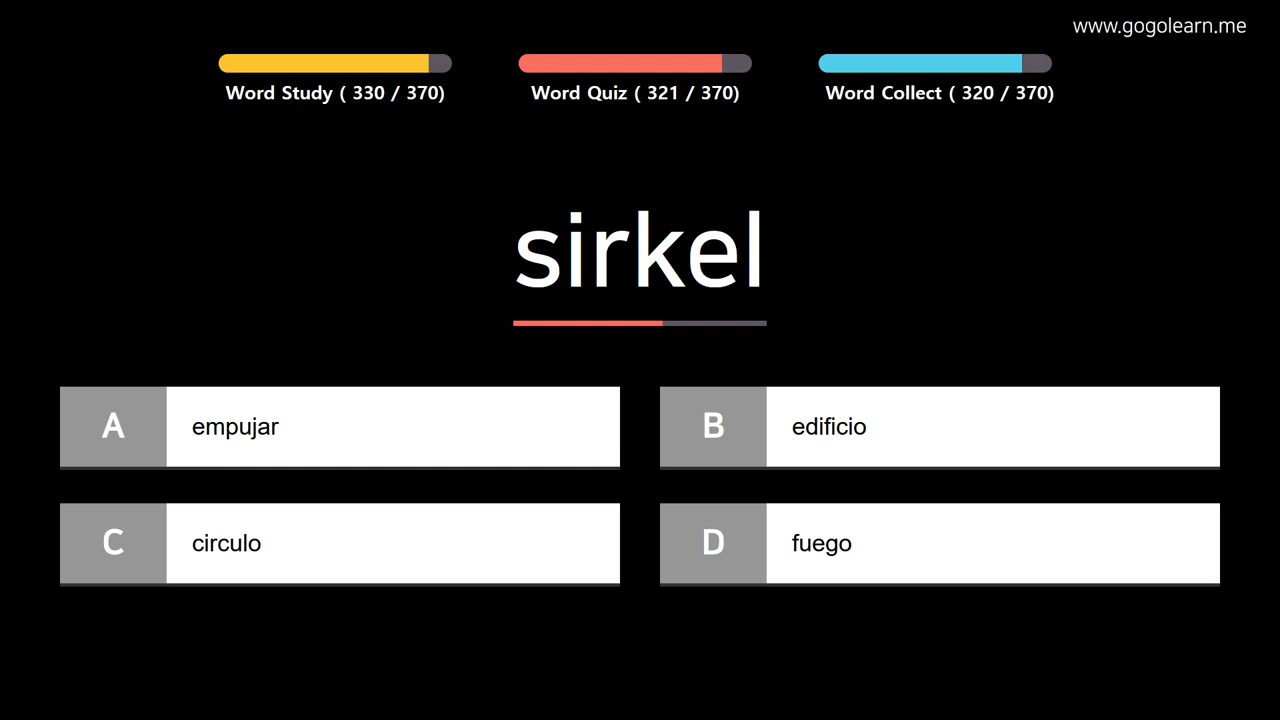 www.gogolearn.me
Word Study ( 330 / 370)
Word Quiz ( 321 / 370)
Word Collect ( 320 / 370)
sirkel
A
empujar
B
edificio
C
circulo
D
fuego